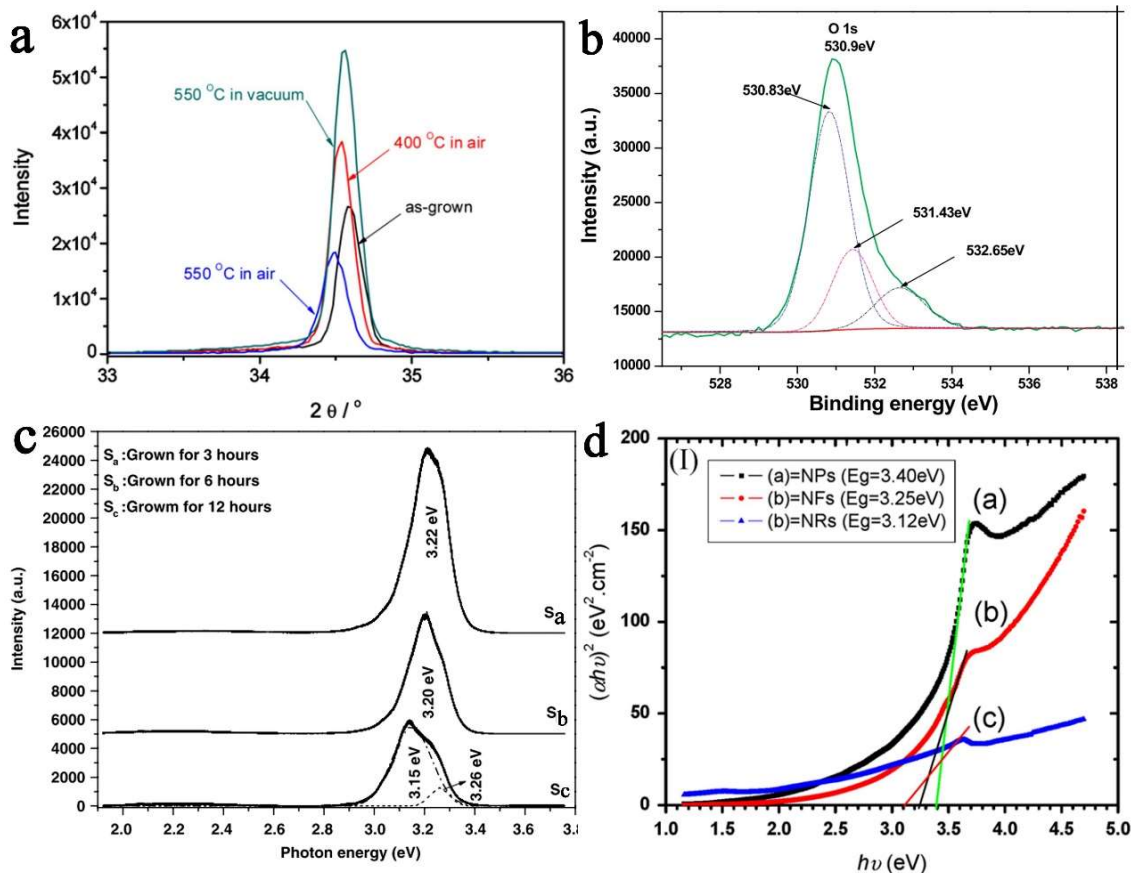 a
6x10⁴
5x10⁴
4x10⁴
3x10⁴
2x10⁴
1x10⁴
0
Intensity
550 °C in vacuum
400 °C in air
as-grown
550 °C in air
33 34 35 36
2 θ / °
b
40000
35000
30000
25000
20000
15000
10000
Intensity (a.u.)
O 1s
530.9eV
530.83eV
531.43eV
532.65eV
528 530 532 534 536 538
Binding energy (eV)
c
26000
24000
22000
20000
18000
16000
14000
12000
10000
8000
6000
4000
2000
0
Intensity (a.u.)
Sa :Grown for 3 hours
Sb :Grown for 6 hours
Sc :Growm for 12 hours
3.22 eV
Sa
3.20 eV
Sb
3.15 eV
3.26 eV
Sc
2.0 2.2 2.4 2.6 2.8 3.0 3.2 3.4 3.6 3.8
Photon energy (eV)
d
200
150
100
50
0
(αhυ)² (eV².cm⁻²)
(I)
(a)=NPs (Eg=3.40eV)
(b)=NFs (Eg=3.25eV)
(b)=NRs (Eg=3.12eV)
(a)
(b)
(c)
1.0 1.5 2.0 2.5 3.0 3.5 4.0 4.5 5.0
hυ (eV)